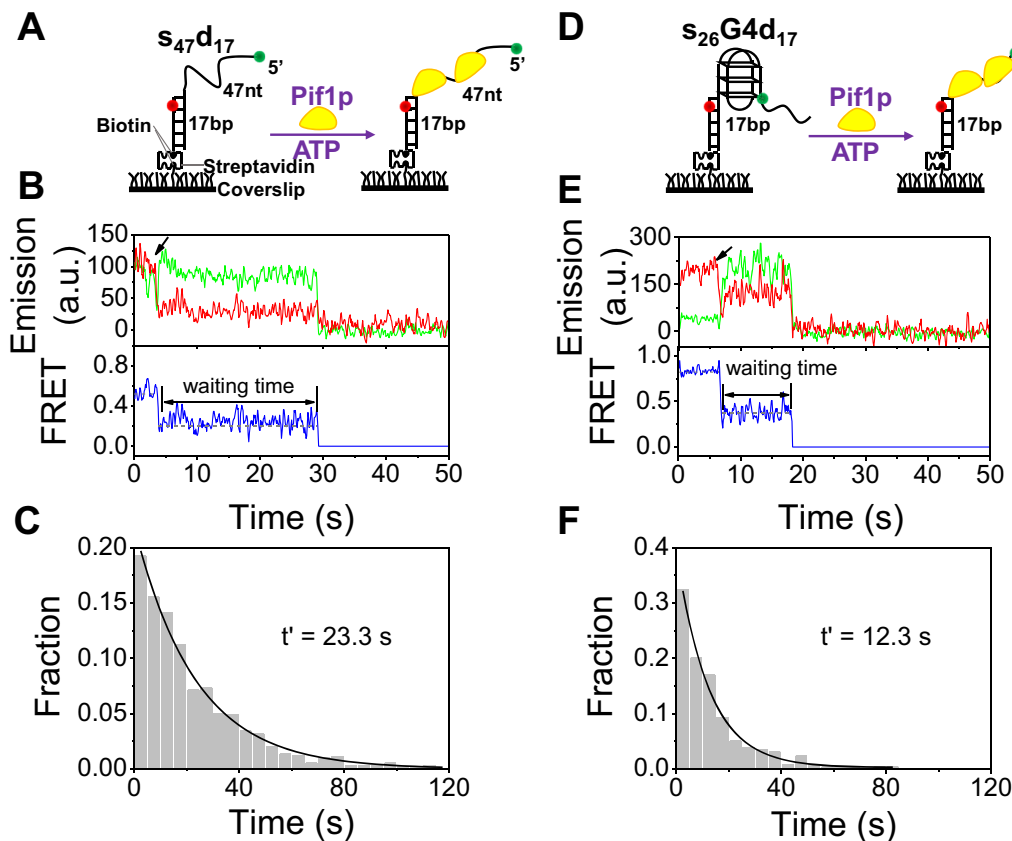 A
s47d17
5'
47nt
Biotin
17bp
Pif1p
ATP
Streptavidin
Coverslip
5'
47nt
17bp
B
Emission (a.u.)
150
100
50
0
FRET
0.8
0.4
0.0
waiting time
0 10 20 30 40 50
Time (s)
C
Fraction
0.20
0.15
0.10
0.05
0.00
t' = 23.3 s
0 40 80 120
Time (s)
D
s26G4d17
17bp
Pif1p
ATP
5'
47nt
17bp
E
Emission (a.u.)
300
150
0
FRET
1.0
0.5
0.0
waiting time
0 10 20 30 40 50
Time (s)
F
Fraction
0.4
0.3
0.2
0.1
0.0
t' = 12.3 s
0 40 80 120
Time (s)